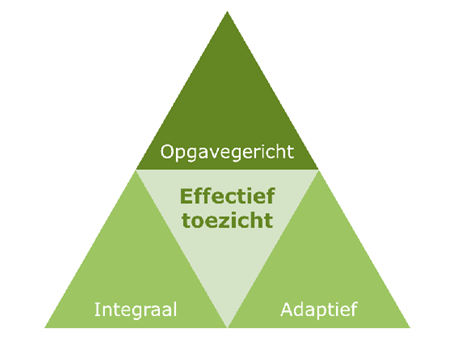 Opgavegericht
Effectief
toezicht
Integraal
Adaptief